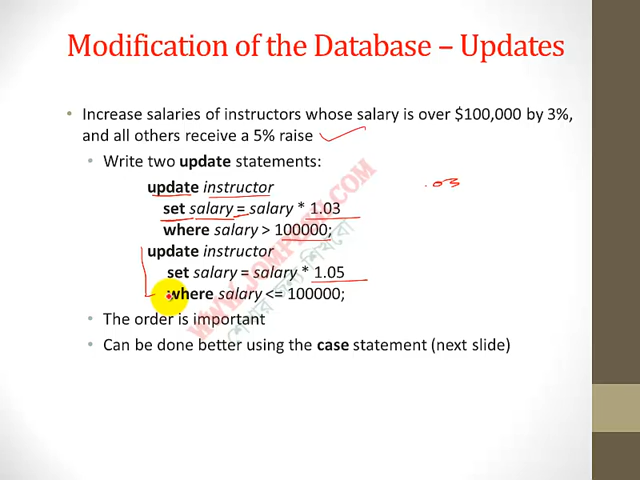 Modification of the Database – Updates
• Increase salaries of instructors whose salary is over $100,000 by 3%,
and all others receive a 5% raise
• Write two update statements:
update instructor
set salary = salary * 1.03
where salary > 100000;
update instructor
set salary = salary * 1.05
where salary <= 100000;
• The order is important
• Can be done better using the case statement (next slide)
.03
WWW.JOMPESH.COM